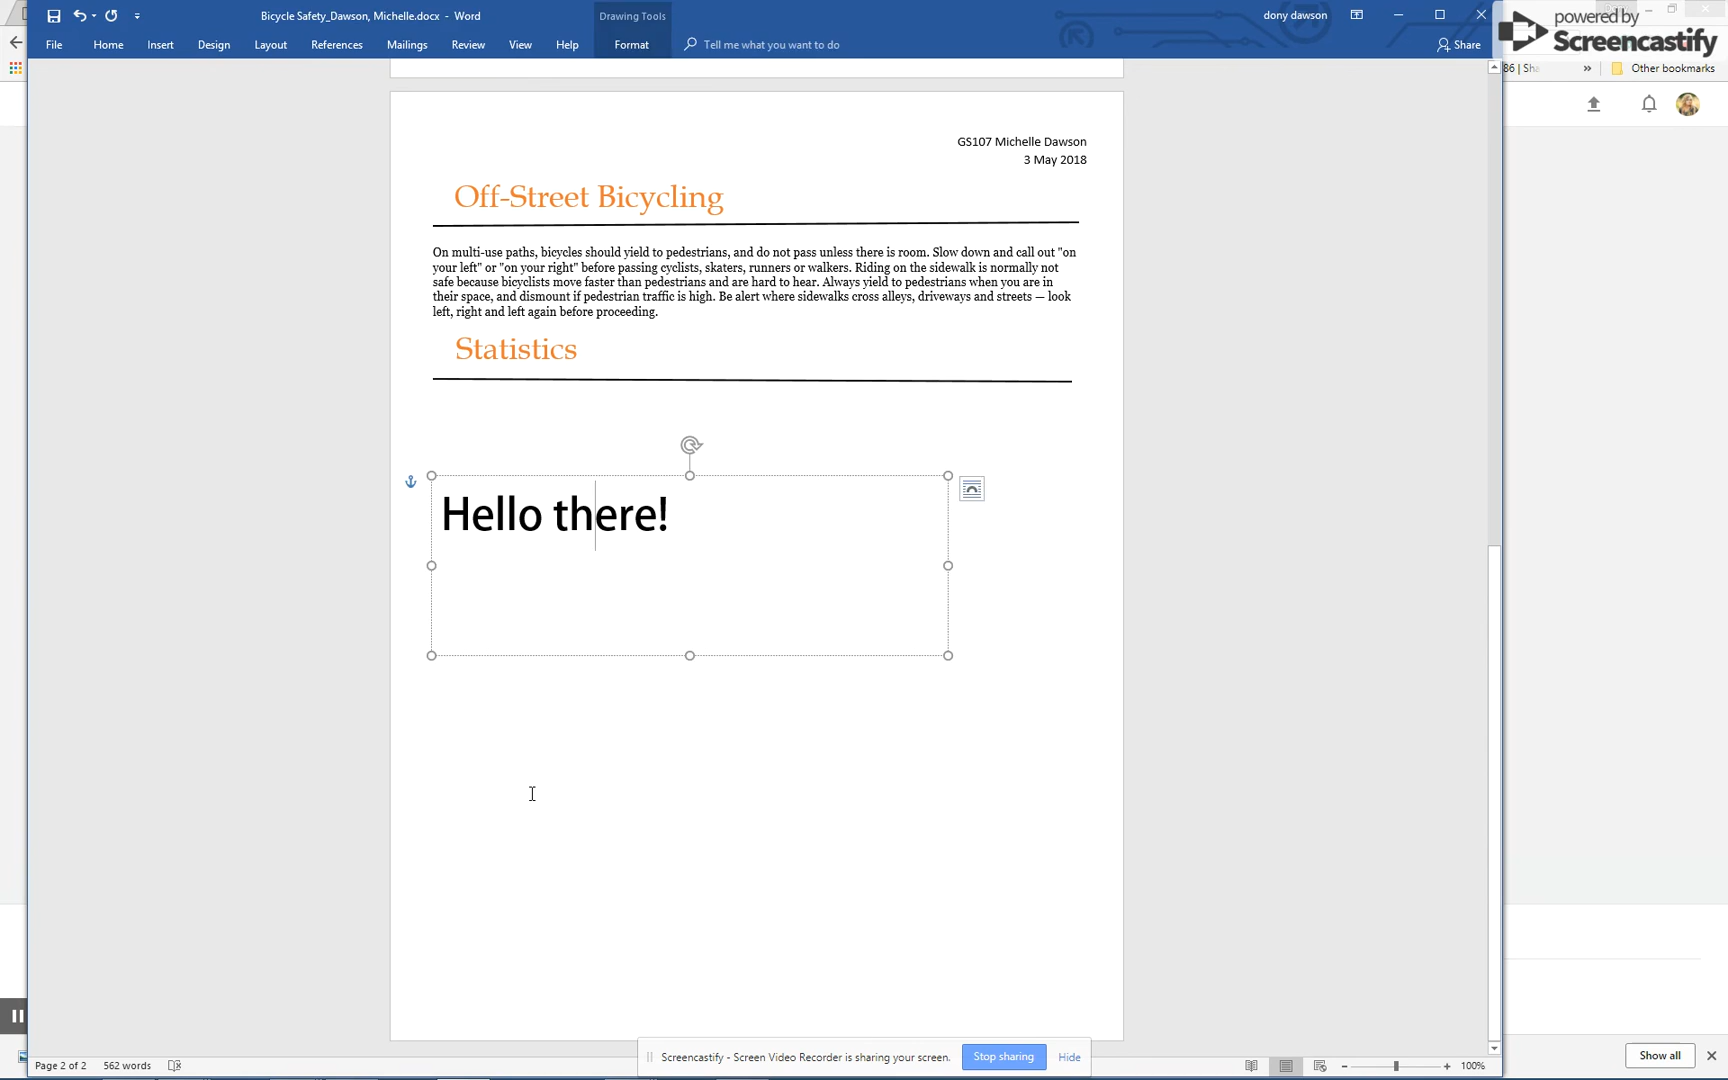 Bicycle Safety_Dawson, Michelle.docx - Word
Drawing Tools
dony dawson
powered by
Screencastify
File Home Insert Design Layout References Mailings Review View Help Format Tell me what you want to do Share
86 | Sha » Other bookmarks
GS107 Michelle Dawson
3 May 2018
Off-Street Bicycling
On multi-use paths, bicycles should yield to pedestrians, and do not pass unless there is room. Slow down and call out "on
your left" or "on your right" before passing cyclists, skaters, runners or walkers. Riding on the sidewalk is normally not
safe because bicyclists move faster than pedestrians and are hard to hear. Always yield to pedestrians when you are in
their space, and dismount if pedestrian traffic is high. Be alert where sidewalks cross alleys, driveways and streets — look
left, right and left again before proceeding.
Statistics
Hello there!
Screencastify - Screen Video Recorder is sharing your screen. Stop sharing Hide
Show all
Page 2 of 2 562 words 100%